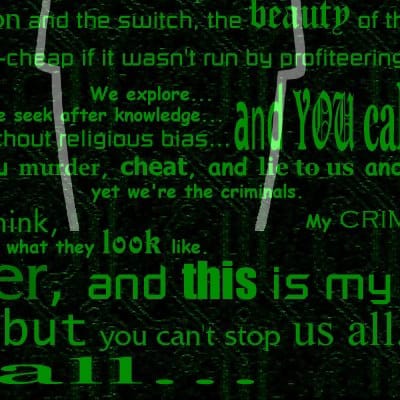 on and the switch, the beauty of th
-cheap if it wasn't run by profiteering
We explore...
e seek after knowledge...
thout religious bias... and YOU cal
u murder, cheat, and lie to us and
yet we're the criminals.
hink, My CRIM
what they look like.
er, and this is my
but you can't stop us all.
all...